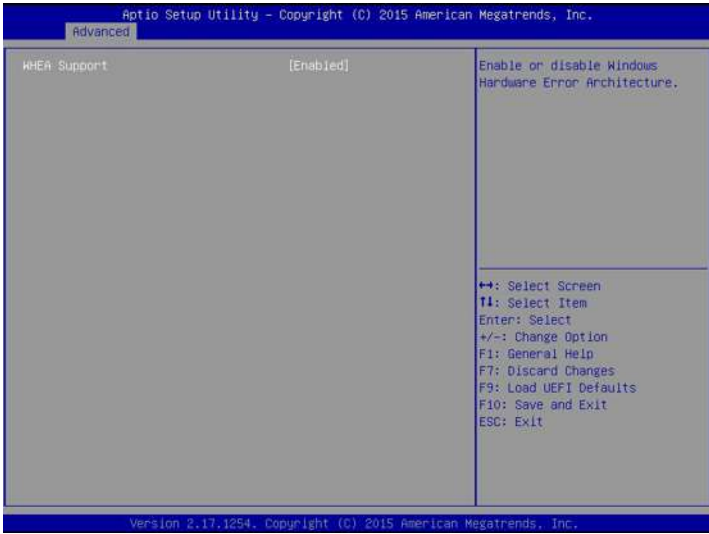 Aptio Setup Utility – Copyright (C) 2015 American Megatrends, Inc.
Advanced
WHEA Support [Enabled]
Enable or disable Windows
Hardware Error Architecture.
↔: Select Screen
↑↓: Select Item
Enter: Select
+/-: Change Option
F1: General Help
F7: Discard Changes
F9: Load UEFI Defaults
F10: Save and Exit
ESC: Exit
Version 2.17.1254. Copyright (C) 2015 American Megatrends, Inc.